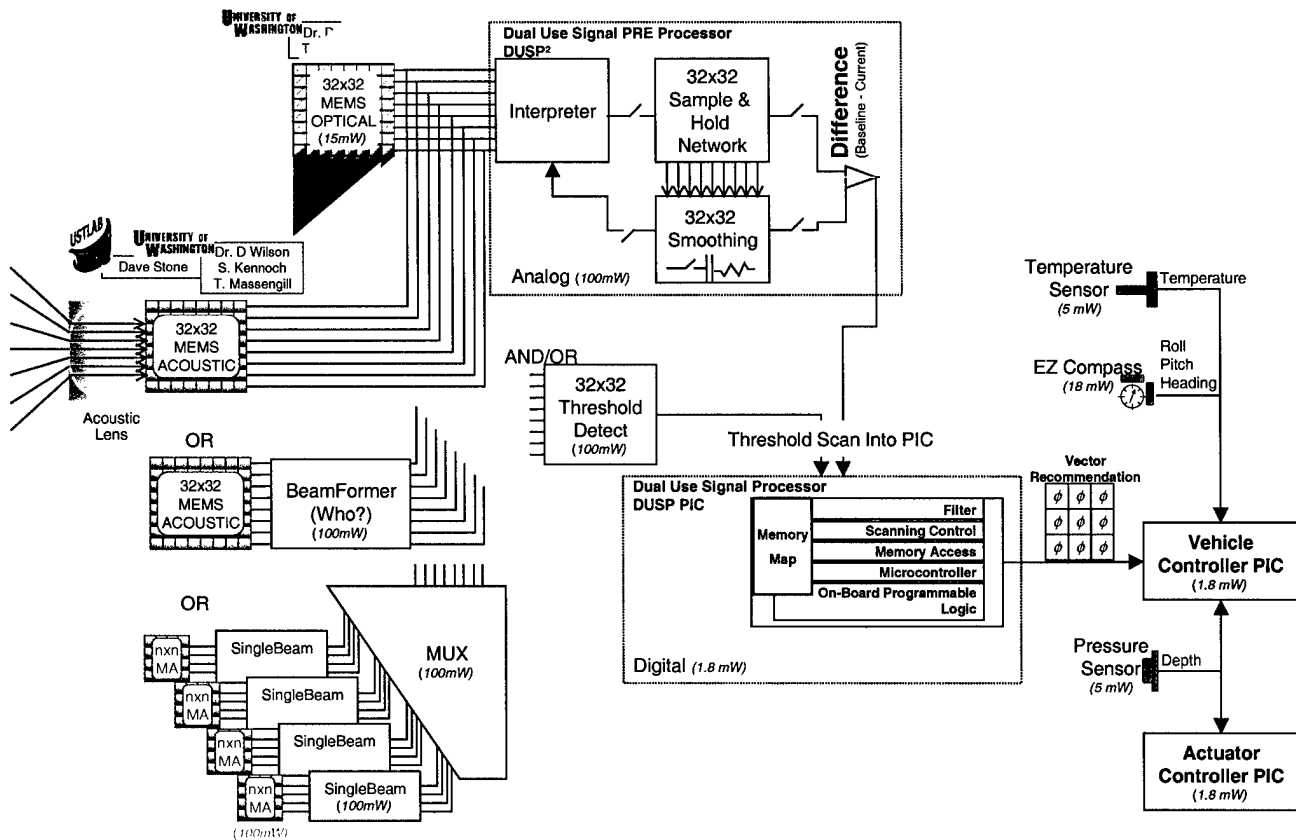 UNIVERSITY OF
WASHINGTON
Dr.
T
32x32
MEMS
OPTICAL
(15mW)
Dual Use Signal PRE Processor
DUSP²
Interpreter
32x32
Sample &
Hold
Network
Difference
(Baseline - Current)
32x32
Smoothing
Analog (100mW)
USTLAB
UNIVERSITY OF
WASHINGTON
Dave Stone
Dr. D Wilson
S. Kennoch
T. Massengill
32x32
MEMS
ACOUSTIC
Acoustic
Lens
OR
32x32
MEMS
ACOUSTIC
BeamFormer
(Who?)
(100mW)
OR
nxn
MA
SingleBeam
nxn
MA
SingleBeam
nxn
MA
SingleBeam
nxn
MA
SingleBeam
(100mW)
(100mW)
MUX
(100mW)
AND/OR
32x32
Threshold
Detect
(100mW)
Threshold Scan Into PIC
Dual Use Signal Processor
DUSP PiC
Memory
Map
Filter
Scanning Control
Memory Access
Microcontroller
On-Board Programmable
Logic
Digital (1.8 mW)
Temperature
Sensor
(5 mW)
Temperature
EZ Compass
(18 mW)
Roll
Pitch
Heading
Vector
Recommendation
ϕ ϕ ϕ
ϕ ϕ ϕ
ϕ ϕ ϕ
Vehicle
Controller PIC
(1.8 mW)
Pressure
Sensor
(5 mW)
Depth
Actuator
Controller PIC
(1.8 mW)